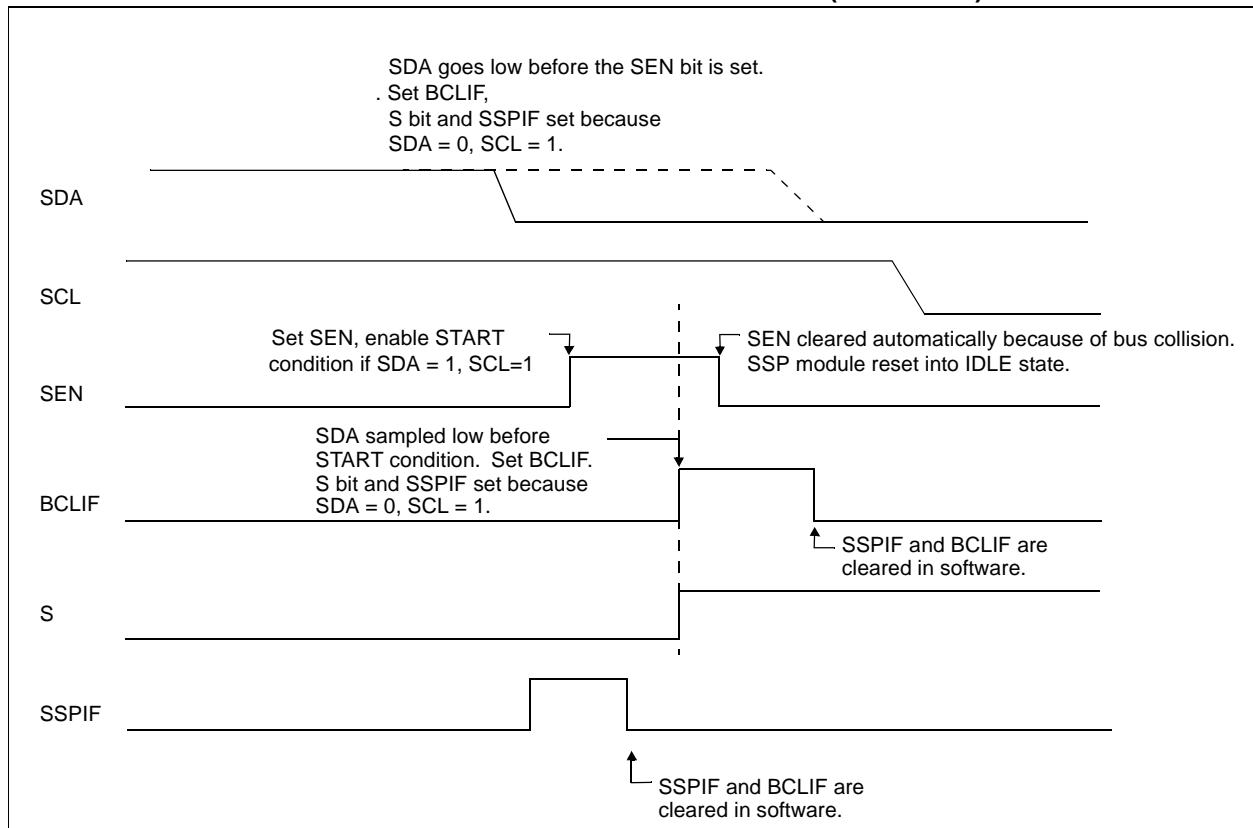 SDA goes low before the SEN bit is set.
. Set BCLIF,
S bit and SSPIF set because
SDA = 0, SCL = 1.
SDA
SCL
Set SEN, enable START
condition if SDA = 1, SCL=1
SEN cleared automatically because of bus collision.
SSP module reset into IDLE state.
SEN
SDA sampled low before
START condition. Set BCLIF.
S bit and SSPIF set because
SDA = 0, SCL = 1.
BCLIF
SSPIF and BCLIF are
cleared in software.
S
SSPIF
SSPIF and BCLIF are
cleared in software.